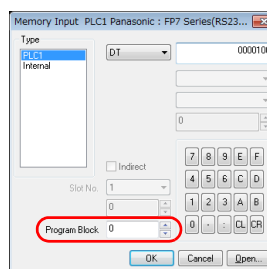 Memory Input PLC1 Panasonic : FP7 Series(RS23...
Type
PLC1
Internal
DT
0000100
0
Indirect
Slot No. 1
0
Program Block 0
7 8 9 E F
4 5 6 C D
1 2 3 A B
0 - : CL CR
OK Cancel Open...